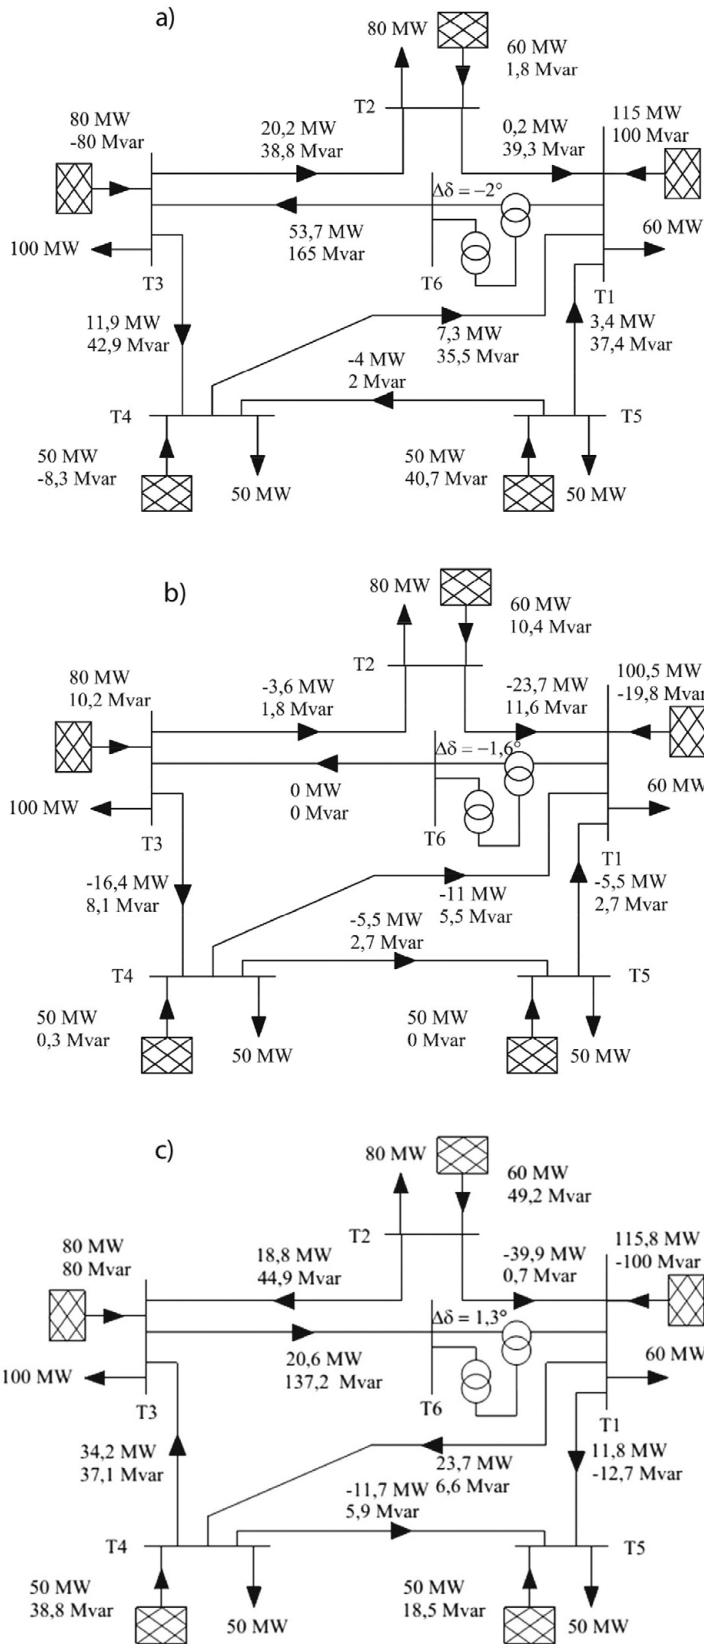 a)
80 MW
60 MW
1,8 Mvar
T2
80 MW
-80 Mvar
20,2 MW
38,8 Mvar
0,2 MW
39,3 Mvar
115 MW
100 Mvar
Δδ = −2°
53,7 MW
165 Mvar
100 MW
60 MW
T3
T6
T1
11,9 MW
42,9 Mvar
7,3 MW
35,5 Mvar
3,4 MW
37,4 Mvar
-4 MW
2 Mvar
T4
T5
50 MW
-8,3 Mvar
50 MW
50 MW
40,7 Mvar
50 MW
b)
80 MW
60 MW
10,4 Mvar
T2
80 MW
10,2 Mvar
-3,6 MW
1,8 Mvar
-23,7 MW
11,6 Mvar
100,5 MW
-19,8 Mvar
Δδ = −1,6°
0 MW
0 Mvar
100 MW
60 MW
T3
T6
T1
-16,4 MW
8,1 Mvar
-11 MW
5,5 Mvar
-5,5 MW
2,7 Mvar
-5,5 MW
2,7 Mvar
T4
T5
50 MW
0,3 Mvar
50 MW
50 MW
0 Mvar
50 MW
c)
80 MW
60 MW
49,2 Mvar
T2
80 MW
80 Mvar
18,8 MW
44,9 Mvar
-39,9 MW
0,7 Mvar
115,8 MW
-100 Mvar
Δδ = 1,3°
20,6 MW
137,2 Mvar
100 MW
60 MW
T3
T6
T1
34,2 MW
37,1 Mvar
23,7 MW
6,6 Mvar
11,8 MW
-12,7 Mvar
-11,7 MW
5,9 Mvar
T4
T5
50 MW
38,8 Mvar
50 MW
50 MW
18,5 Mvar
50 MW